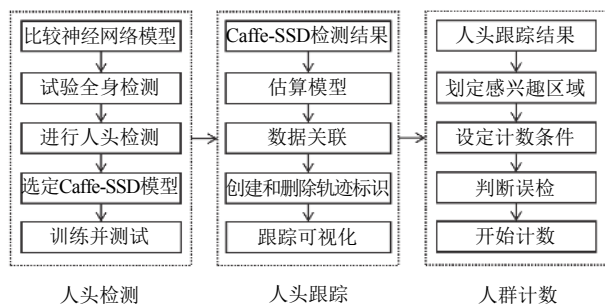 比较神经网络模型
试验全身检测
进行人头检测
选定Caffe-SSD模型
训练并测试
人头检测
Caffe-SSD检测结果
估算模型
数据关联
创建和删除轨迹标识
跟踪可视化
人头跟踪
人头跟踪结果
划定感兴趣区域
设定计数条件
判断误检
开始计数
人群计数